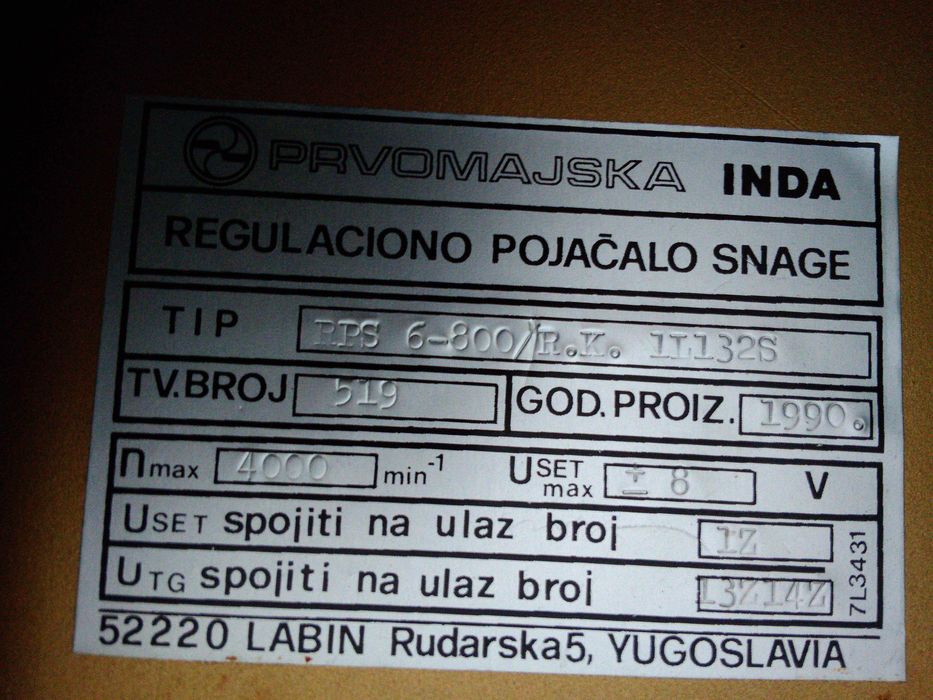 PRVOMAJSKA INDA
REGULACIONO POJAČALO SNAGE
TIP RPS 6-800/R.K. 1L132S
TV.BROJ 519 GOD.PROIZ. 1990.
nmax 4000 min-1 USET max ± 8 V
USET spojiti na ulaz broj 1Z
UTG spojiti na ulaz broj 13Z14Z
7L3431
52220 LABIN Rudarska5, YUGOSLAVIA